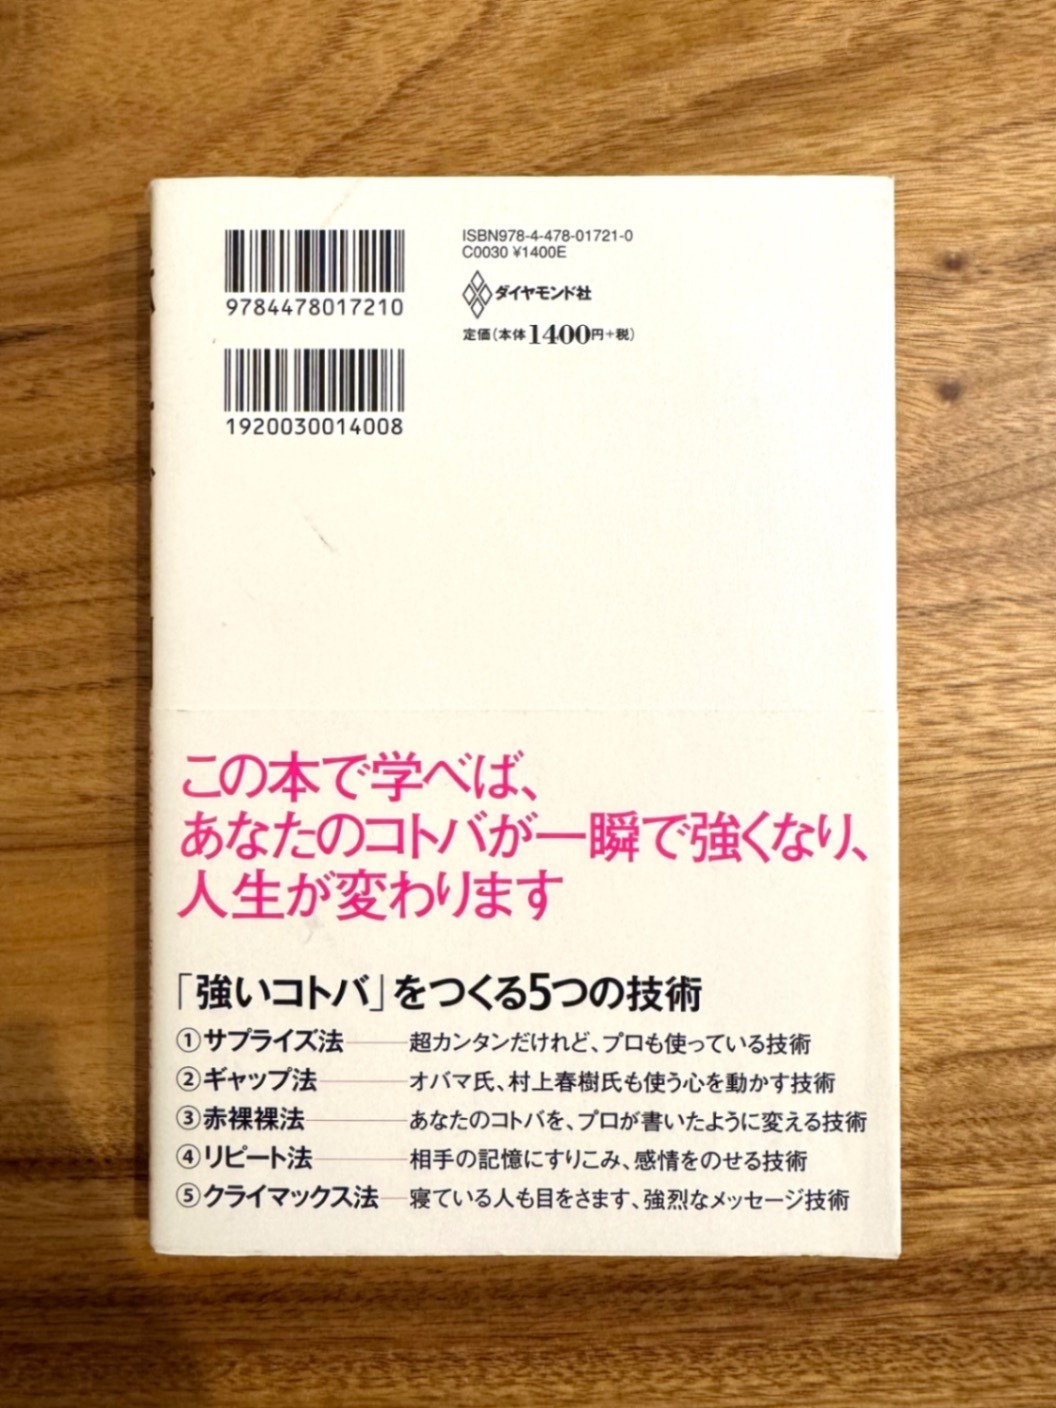 9784478017210
1920030014008
ISBN978-4-478-01721-0
C0030 ¥1400E
ダイヤモンド社
定価(本体1400円+税)
この本で学べば、
あなたのコトバが一瞬で強くなり、
人生が変わります
「強いコトバ」をつくる5つの技術
①サプライズ法 超カンタンだけれど、プロも使っている技術
②ギャップ法 オバマ氏、村上春樹氏も使う心を動かす技術
③赤裸裸法 あなたのコトバを、プロが書いたように変える技術
④リピート法 相手の記憶にすりこみ、感情をのせる技術
⑤クライマックス法 寝ている人も目をさます、強烈なメッセージ技術